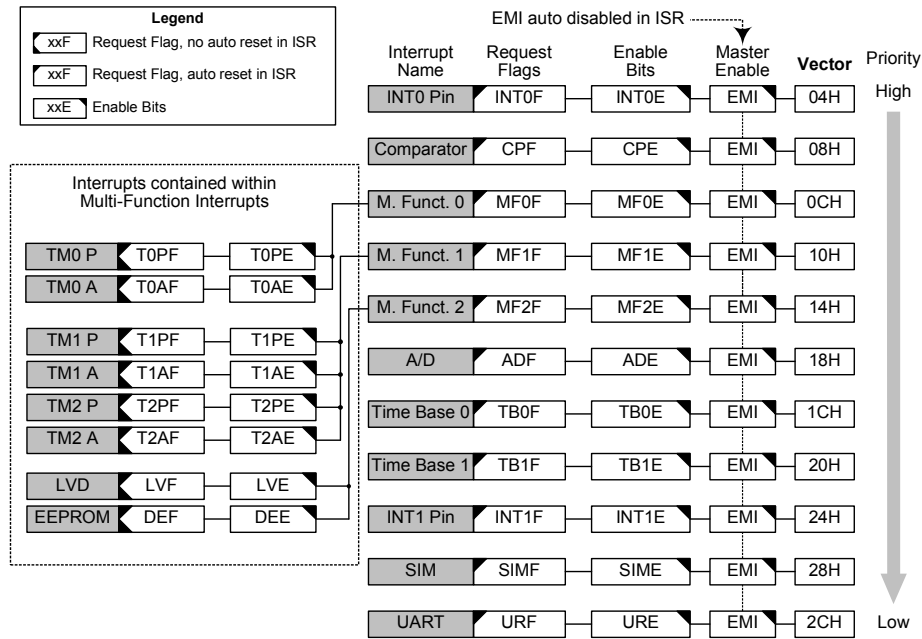 Legend
xxF Request Flag, no auto reset in ISR
xxF Request Flag, auto reset in ISR
xxE Enable Bits
EMI auto disabled in ISR
Interrupt Name Request Flags Enable Bits Master Enable Vector Priority
INT0 Pin INT0F INT0E EMI 04H High
Comparator CPF CPE EMI 08H
M. Funct. 0 MF0F MF0E EMI 0CH
M. Funct. 1 MF1F MF1E EMI 10H
M. Funct. 2 MF2F MF2E EMI 14H
A/D ADF ADE EMI 18H
Time Base 0 TB0F TB0E EMI 1CH
Time Base 1 TB1F TB1E EMI 20H
INT1 Pin INT1F INT1E EMI 24H
SIM SIMF SIME EMI 28H
UART URF URE EMI 2CH Low
Interrupts contained within
Multi-Function Interrupts
TM0 P T0PF T0PE
TM0 A T0AF T0AE
TM1 P T1PF T1PE
TM1 A T1AF T1AE
TM2 P T2PF T2PE
TM2 A T2AF T2AE
LVD LVF LVE
EEPROM DEF DEE